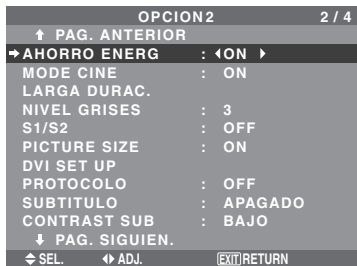 OPCION2 2/4
↑ PAG. ANTERIOR
→ AHORRO ENERG : ◂ON ▸
MODE CINE : ON
LARGA DURAC.
NIVEL GRISES : 3
S1/S2 : OFF
PICTURE SIZE : ON
DVI SET UP
PROTOCOLO : OFF
SUBTITULO : APAGADO
CONTRAST SUB : BAJO
↓ PAG. SIGUIEN.
SEL. ADJ. EXIT RETURN